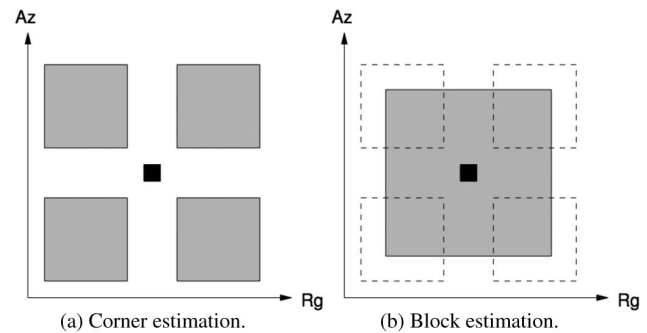 Az
Az
Rg
Rg
(a) Corner estimation.
(b) Block estimation.